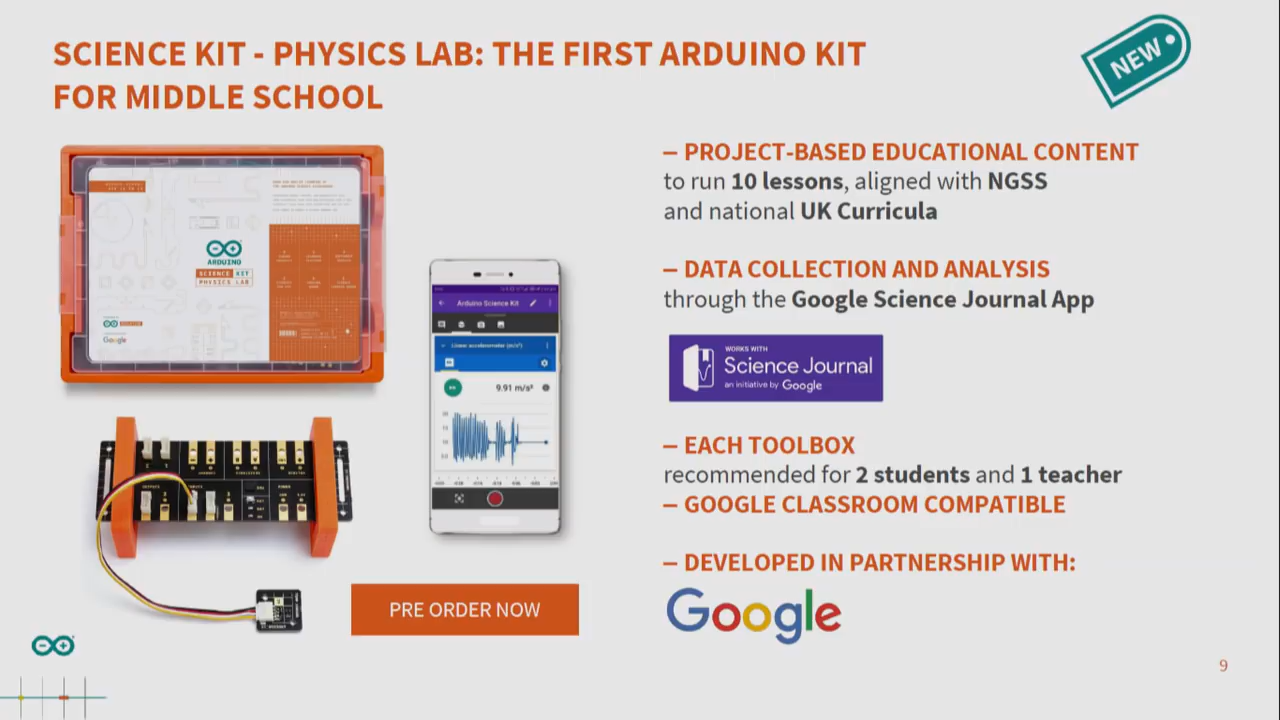 SCIENCE KIT - PHYSICS LAB: THE FIRST ARDUINO KIT
FOR MIDDLE SCHOOL
NEW
ARDUINO
SCIENCE KIT
PHYSICS LAB
Google
Arduino Science Kit
Linear accelerometer (m/s²)
9.91 m/s²
PRE ORDER NOW
– PROJECT-BASED EDUCATIONAL CONTENT
to run 10 lessons, aligned with NGSS
and national UK Curricula
– DATA COLLECTION AND ANALYSIS
through the Google Science Journal App
WORKS WITH
Science Journal
an initiative by Google
– EACH TOOLBOX
recommended for 2 students and 1 teacher
– GOOGLE CLASSROOM COMPATIBLE
– DEVELOPED IN PARTNERSHIP WITH:
Google
9